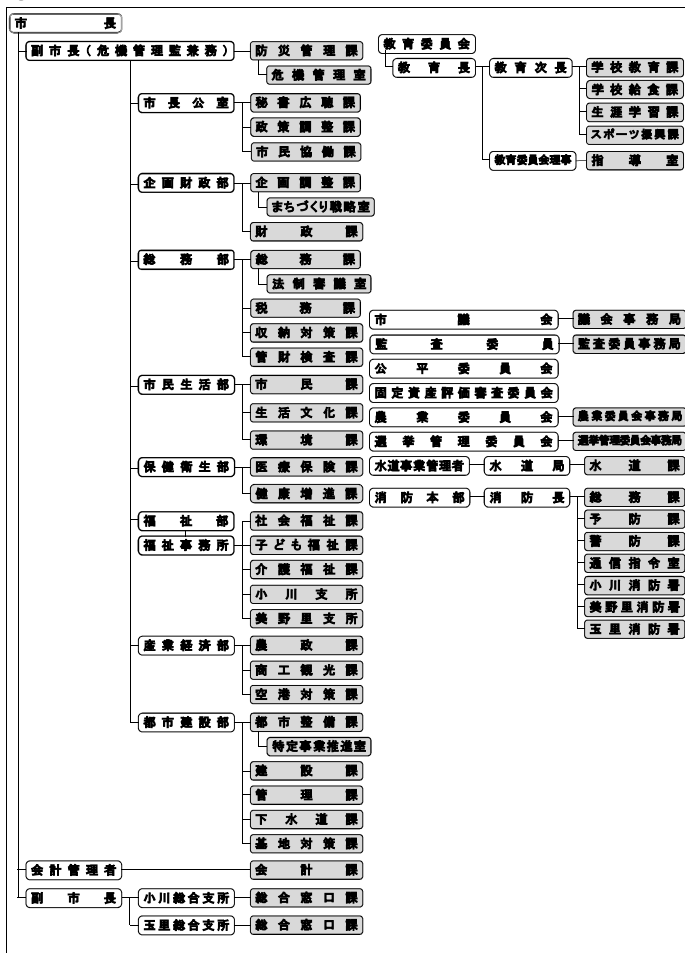 市長
副市長(危機管理監兼務)
防災管理課
危機管理室
市長公室
秘書広聴課
政策調整課
市民協働課
企画財政部
企画調整課
まちづくり戦略室
財政課
総務部
総務課
法制審議室
税務課
収納対策課
管財検査課
市民生活部
市民課
生活文化課
環境課
保健衛生部
医療保険課
健康増進課
福祉部
福祉事務所
社会福祉課
子ども福祉課
介護福祉課
小川支所
美野里支所
産業経済部
農政課
商工観光課
空港対策課
都市建設部
都市整備課
特定事業推進室
建設課
管理課
下水道課
基地対策課
会計管理者
会計課
副市長
小川総合支所
総合窓口課
玉里総合支所
総合窓口課
教育委員会
教育長
教育次長
学校教育課
学校給食課
生涯学習課
スポーツ振興課
教育委員会理事
指導室
市議会
議会事務局
監査委員
監査委員事務局
公平委員会
固定資産評価審査委員会
農業委員会
農業委員会事務局
選挙管理委員会
選挙管理委員会事務局
水道事業管理者
水道局
水道課
消防本部
消防長
総務課
予防課
警防課
通信指令室
小川消防署
美野里消防署
玉里消防署